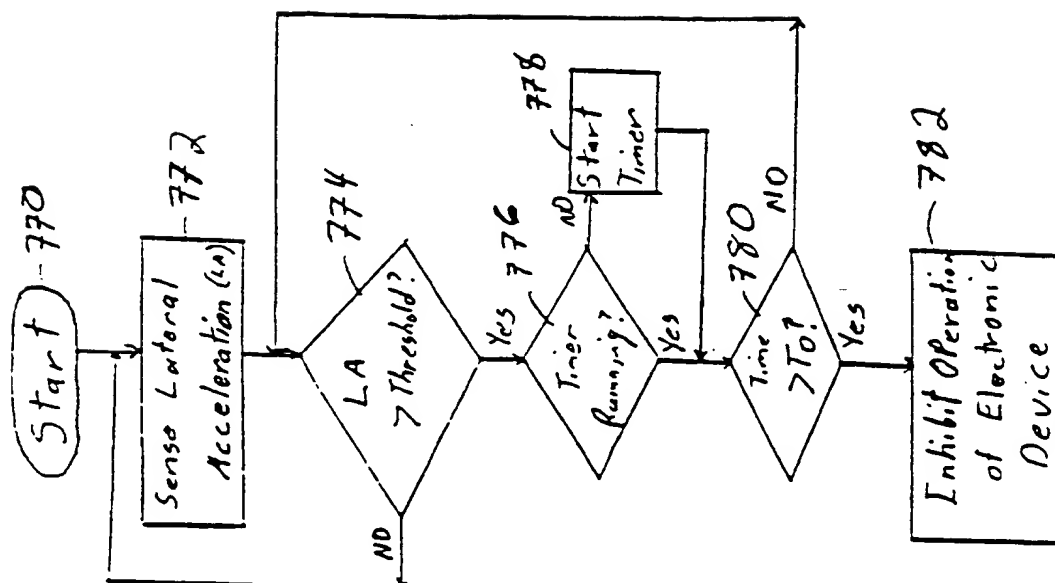 Start
770
Sense Lateral
Acceleration (LA)
772
LA
> Threshold?
774
NO
Yes
Timer
Running?
776
NO
Start
Timer
778
Yes
Time
> To?
780
NO
Yes
Inhibit OPeration
of Electronic
Device
782